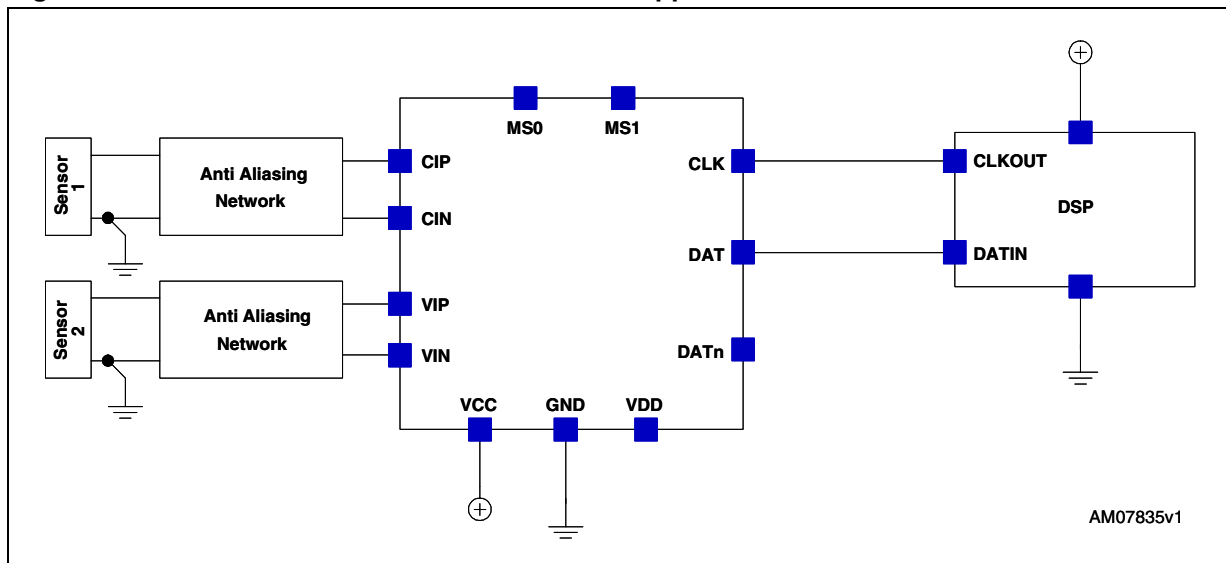 MS0
MS1
Sensor
1
Anti Aliasing
Network
CIP
CIN
CLK
CLKOUT
DSP
DAT
DATIN
Sensor
2
Anti Aliasing
Network
VIP
VIN
DATn
VCC
GND
VDD
AM07835v1